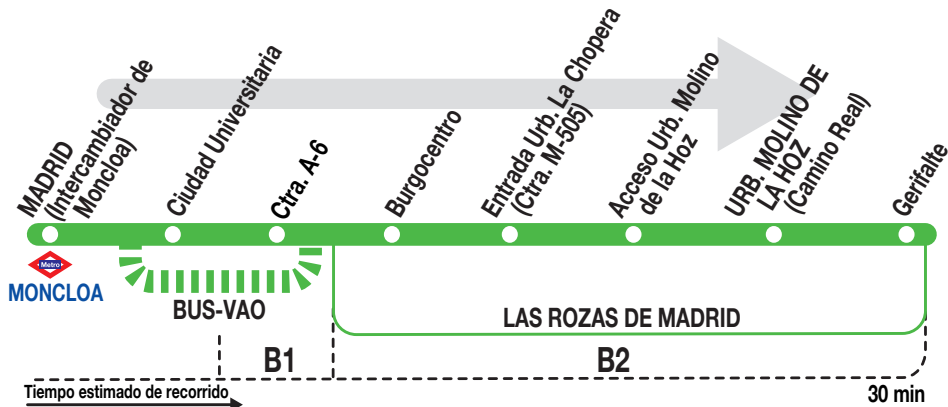 MADRID
(Intercambiador de
Moncloa)
Ciudad Universitaria
Ctra. A-6
Burgocentro
Entrada Urb. La Chopera
(Ctra. M-505)
Acceso Urb. Molino
de la Hoz
URB. MOLINO DE
LA HOZ
(Camino Real)
Gerifalte
Metro
MONCLOA
BUS-VAO
LAS ROZAS DE MADRID
B1
B2
Tiempo estimado de recorrido
30 min